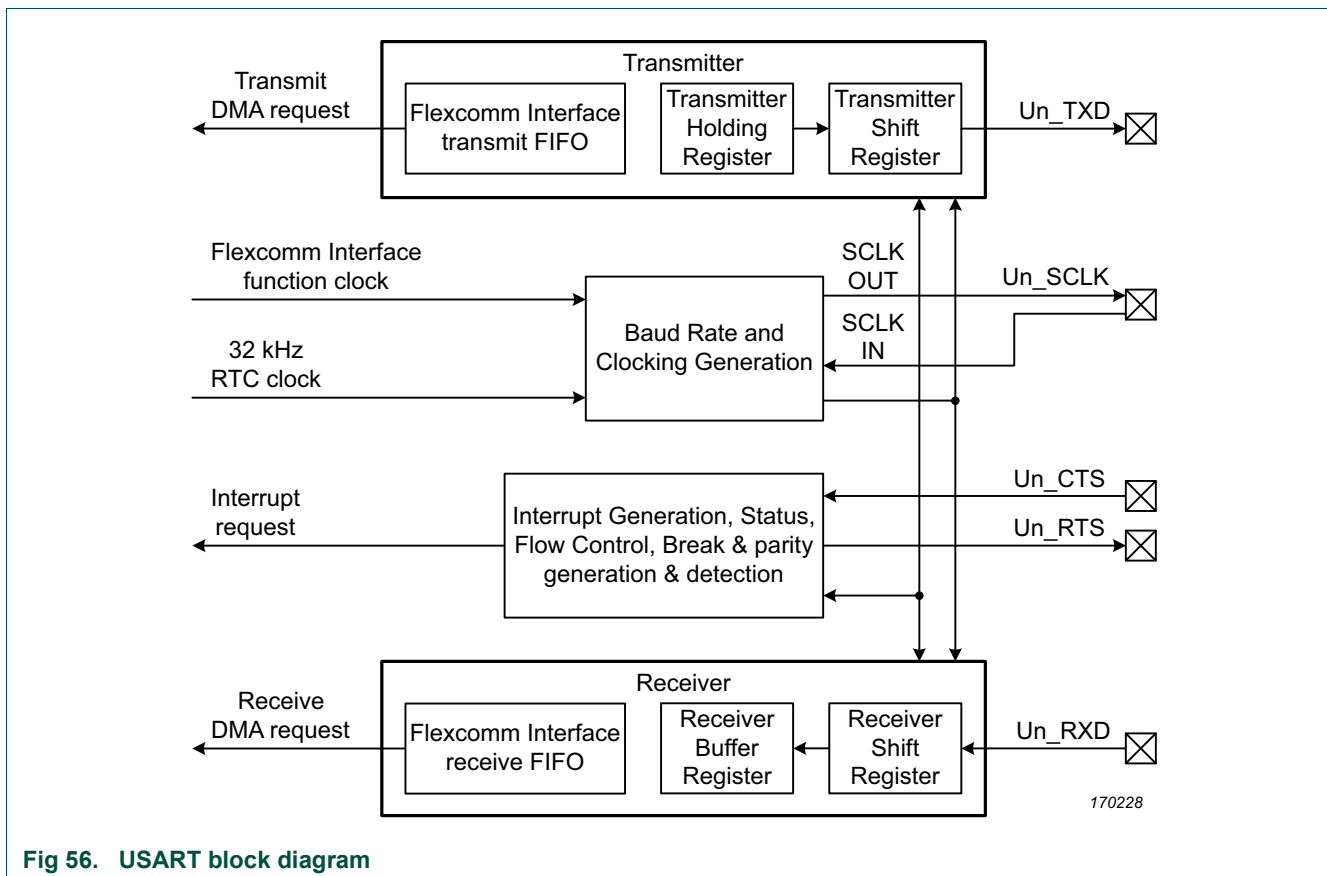 Transmitter
Transmit
DMA request
Flexcomm Interface
transmit FIFO
Transmitter
Holding
Register
Transmitter
Shift
Register
Un_TXD
Flexcomm Interface
function clock
32 kHz
RTC clock
Baud Rate and
Clocking Generation
SCLK
OUT
SCLK
IN
Un_SCLK
Interrupt
request
Interrupt Generation, Status,
Flow Control, Break & parity
generation & detection
Un_CTS
Un_RTS
Receiver
Receive
DMA request
Flexcomm Interface
receive FIFO
Receiver
Buffer
Register
Receiver
Shift
Register
Un_RXD
170228
Fig 56. USART block diagram